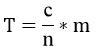 T = c/n * m